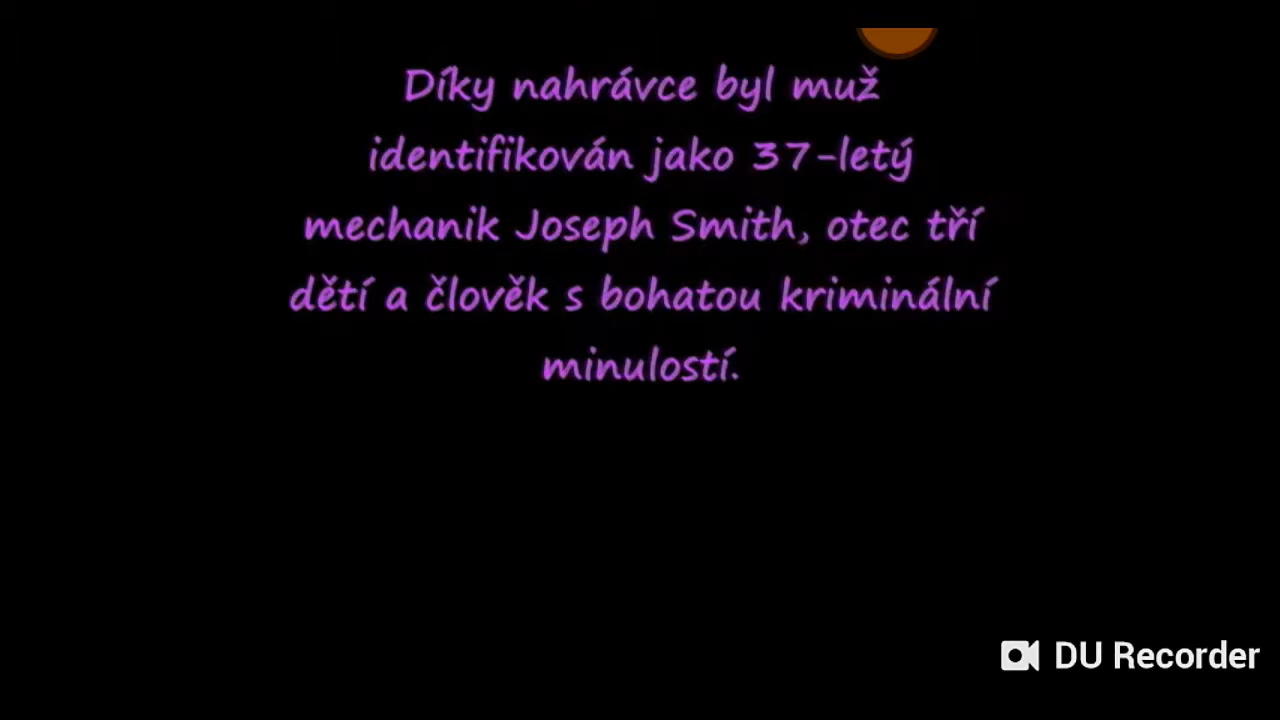 Díky nahrávce byl muž
identifikován jako 37-letý
mechanik Joseph Smith, otec tří
dětí a člověk s bohatou kriminální
minulostí.
DU Recorder